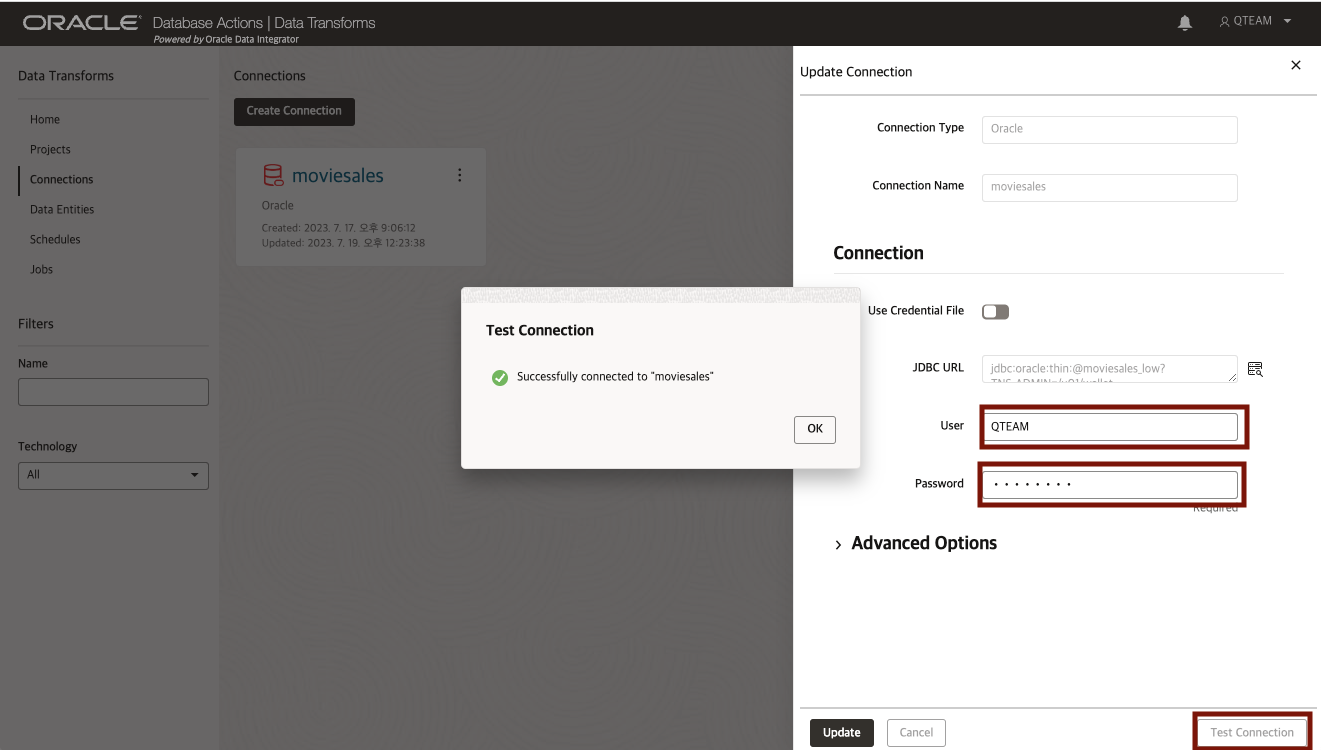 ORACLE Database Actions | Data Transforms
Powered by Oracle Data Integrator
QTEAM
Data Transforms
Home
Projects
Connections
Data Entities
Schedules
Jobs
Filters
Name
Technology
All
Connections
Create Connection
moviesales
Oracle
Created: 2023. 7. 17. 오후 9:06:12
Updated: 2023. 7. 19. 오후 12:23:38
Test Connection
Successfully connected to "moviesales"
OK
Update Connection
Connection Type
Oracle
Connection Name
moviesales
Connection
Use Credential File
JDBC URL
jdbc:oracle:thin:@moviesales_low?
User
QTEAM
Password
Required
Advanced Options
Update
Cancel
Test Connection